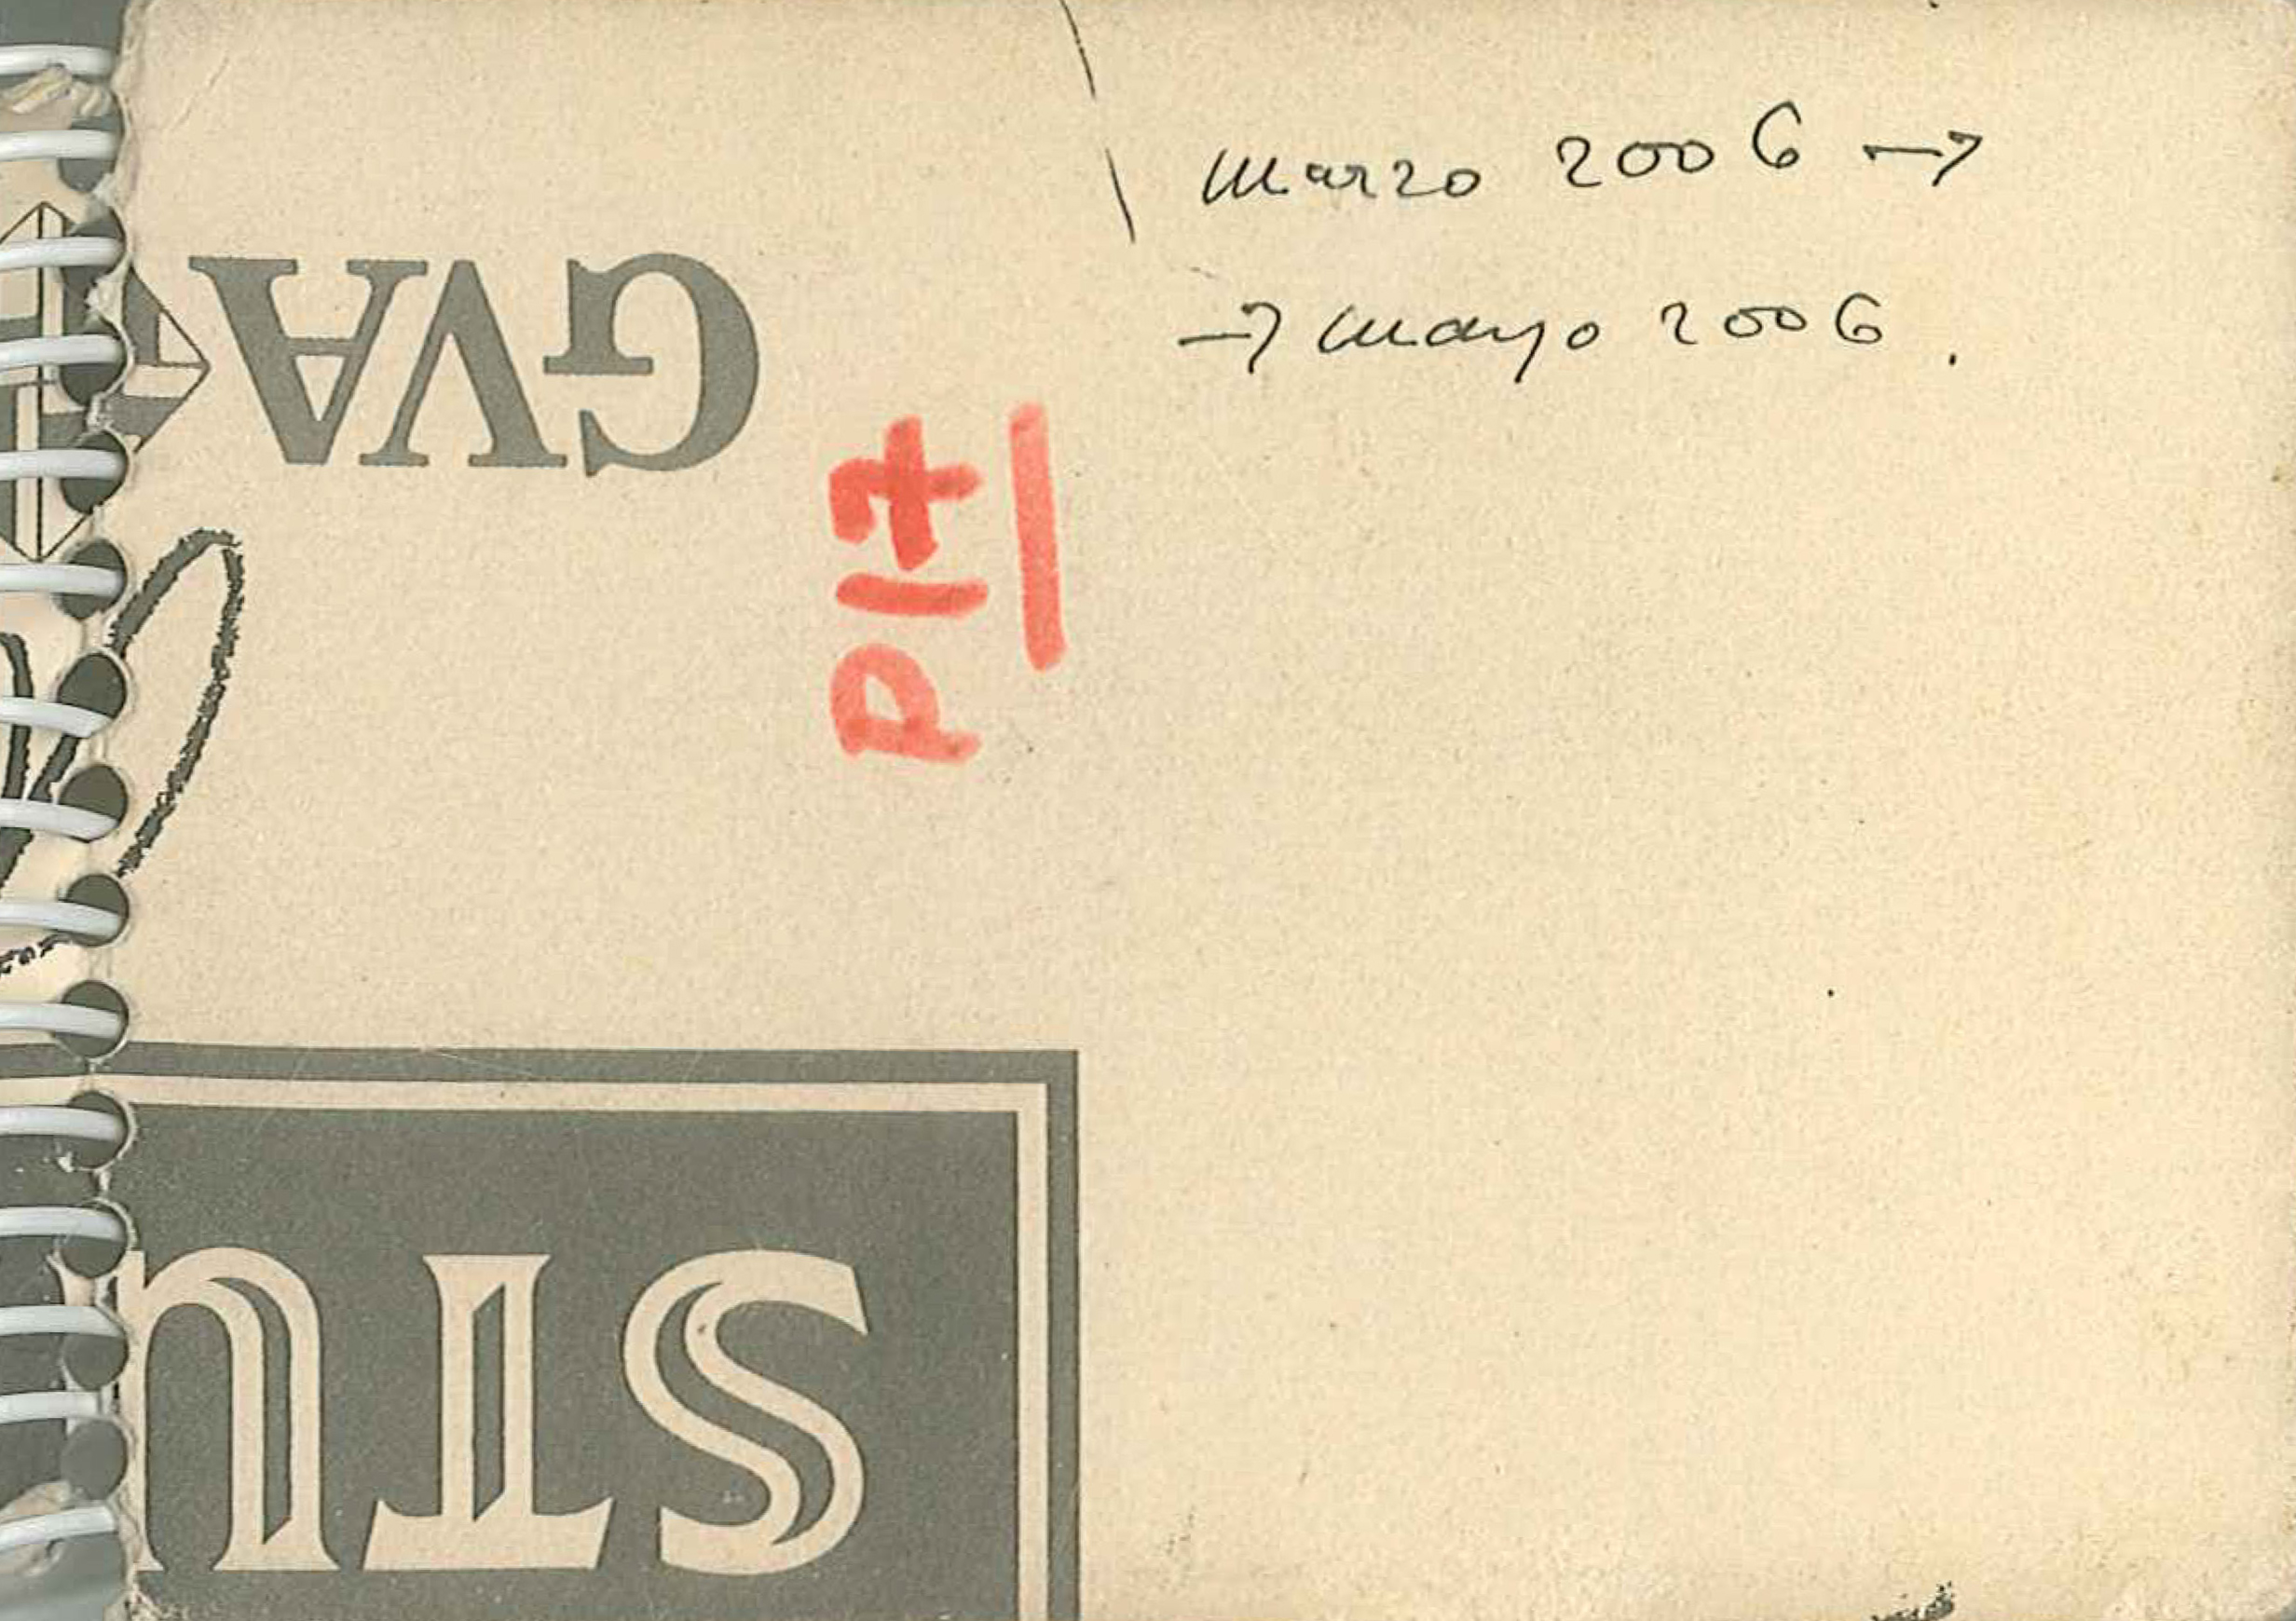 marzo 2006 →
→ mayo 2006.
GVA
P17
STU